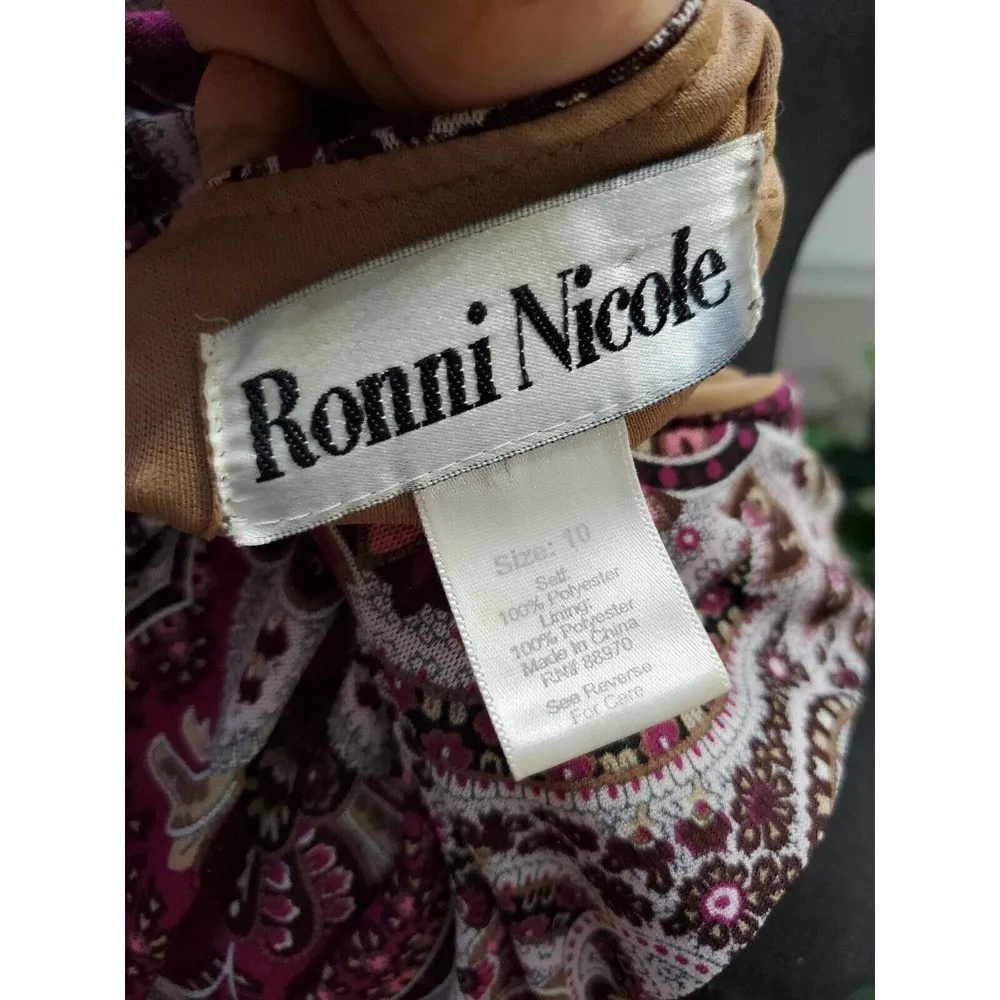 Ronni Nicole
Size: 10
Self:
100% Polyester
Lining:
100% Polyester
Made In China
RN# 88970
See Reverse
For Care